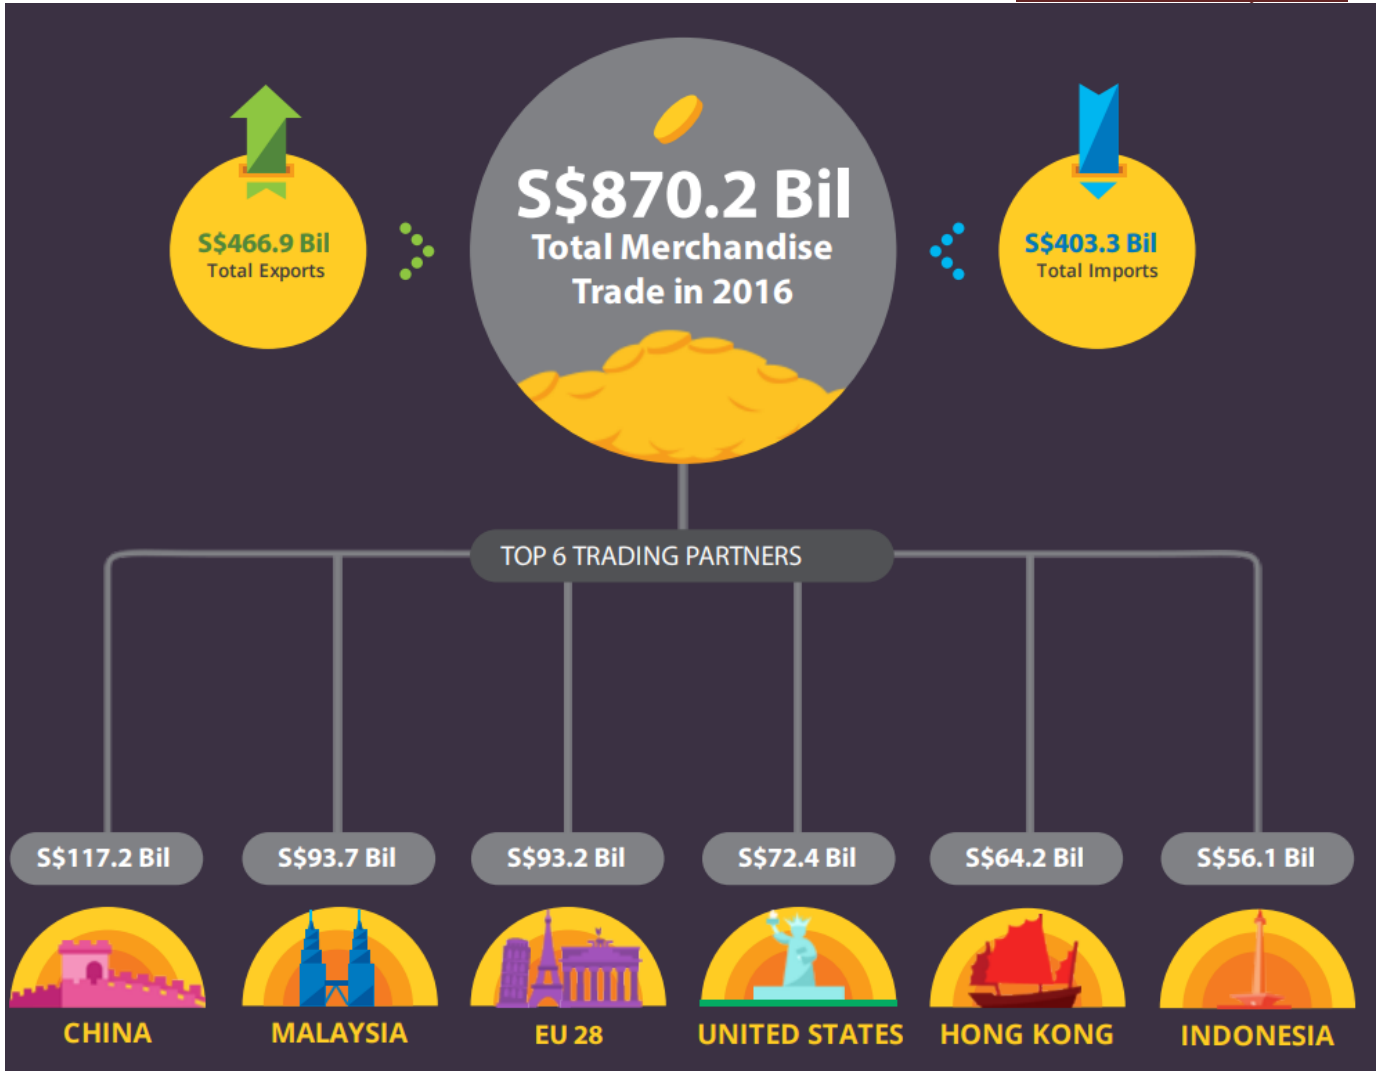 S$870.2 Bil
Total Merchandise
Trade in 2016
S$466.9 Bil
Total Exports
S$403.3 Bil
Total Imports
TOP 6 TRADING PARTNERS
S$117.2 Bil
CHINA
S$93.7 Bil
MALAYSIA
S$93.2 Bil
EU 28
S$72.4 Bil
UNITED STATES
S$64.2 Bil
HONG KONG
S$56.1 Bil
INDONESIA